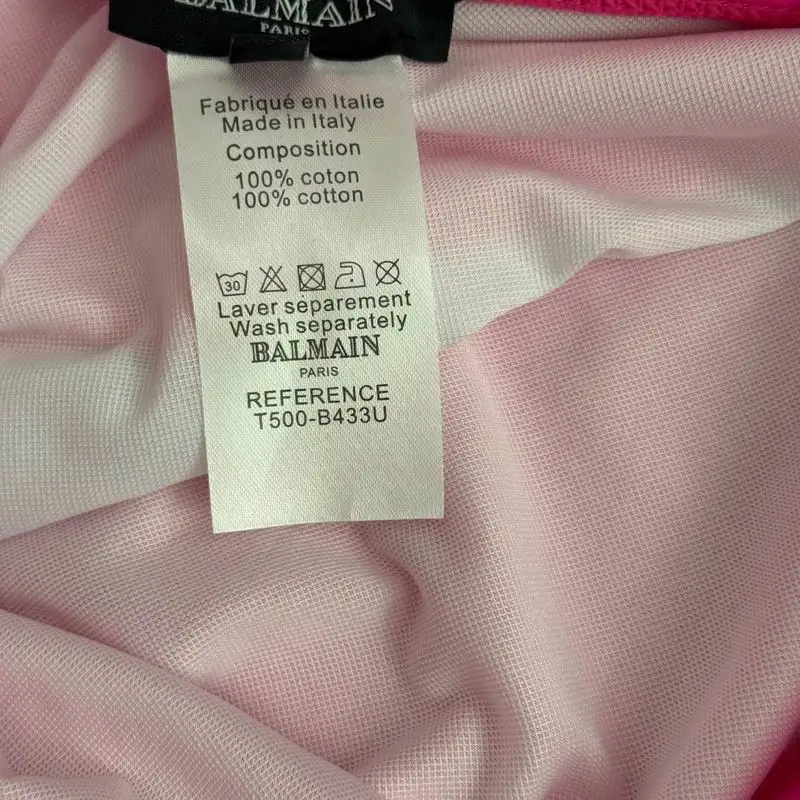 BALMAIN
PARIS
Fabriqué en Italie
Made in Italy
Composition
100% coton
100% cotton
30
Laver séparement
Wash separately
BALMAIN
PARIS
REFERENCE
T500-B433U